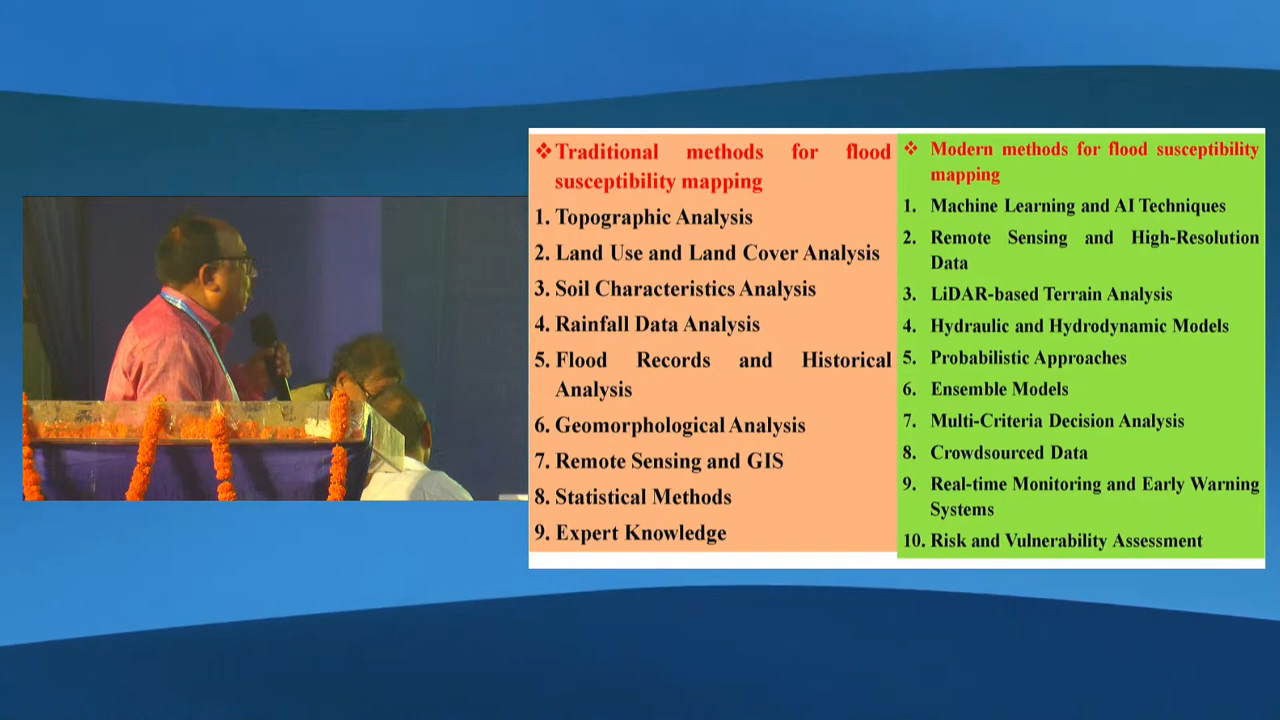 ❖Traditional methods for flood
susceptibility mapping
1. Topographic Analysis
2. Land Use and Land Cover Analysis
3. Soil Characteristics Analysis
4. Rainfall Data Analysis
5. Flood Records and Historical
Analysis
6. Geomorphological Analysis
7. Remote Sensing and GIS
8. Statistical Methods
9. Expert Knowledge
❖ Modern methods for flood susceptibility
mapping
1. Machine Learning and AI Techniques
2. Remote Sensing and High-Resolution
Data
3. LiDAR-based Terrain Analysis
4. Hydraulic and Hydrodynamic Models
5. Probabilistic Approaches
6. Ensemble Models
7. Multi-Criteria Decision Analysis
8. Crowdsourced Data
9. Real-time Monitoring and Early Warning
Systems
10. Risk and Vulnerability Assessment